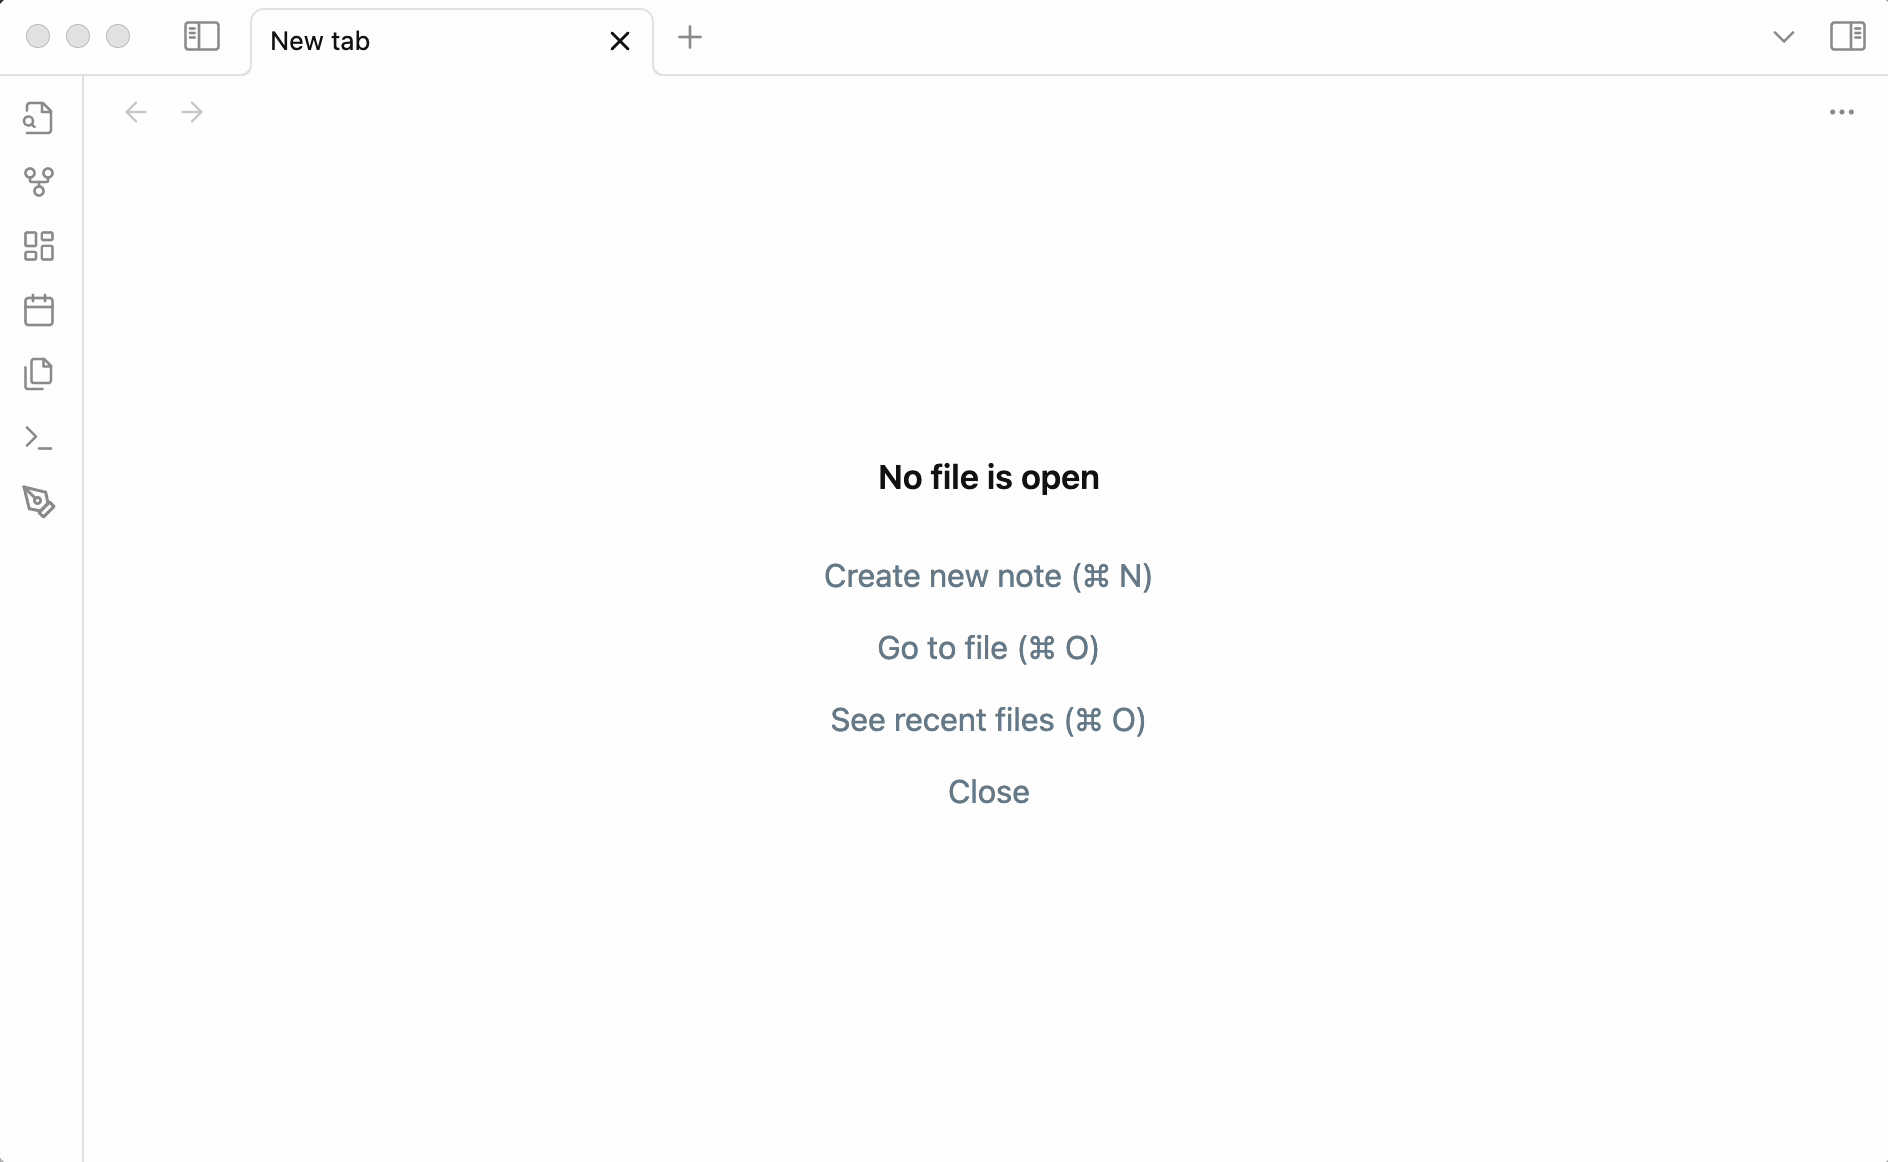 New tab
No file is open
Create new note (⌘ N)
Go to file (⌘ O)
See recent files (⌘ O)
Close